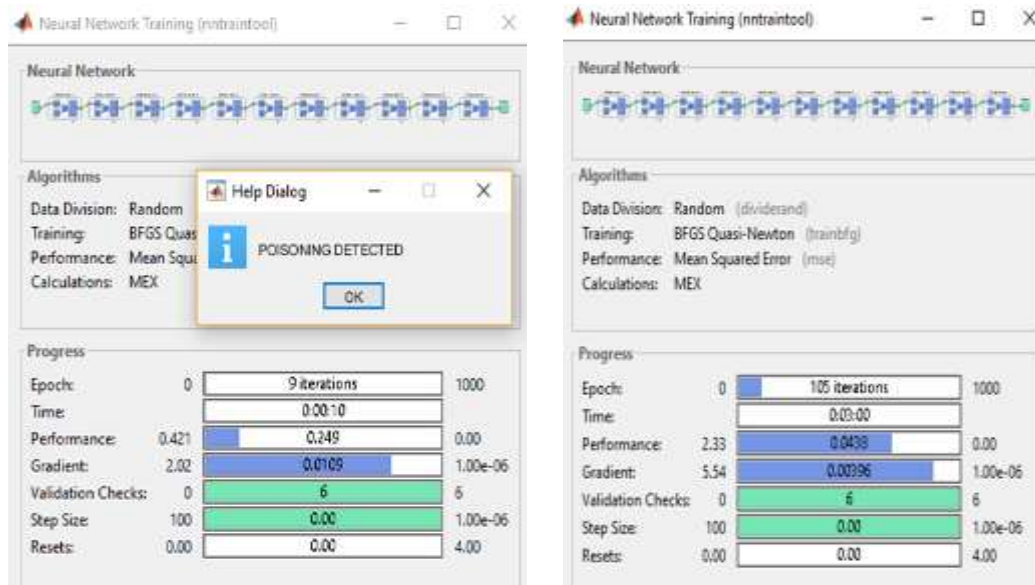 Neural Network Training (nntraintool)
Neural Network
Algorithms
Data Division: Random
Training: BFGS Quas
Performance: Mean Squa
Calculations: MEX
Help Dialog
POISONING DETECTED
OK
Progress
Epoch: 0 9 iterations 1000
Time: 0:00:10
Performance: 0.421 0.249 0.00
Gradient: 2.02 0.0109 1.00e-06
Validation Checks: 0 6 6
Step Size: 100 0.00 1.00e-06
Resets: 0.00 0.00 4.00
Neural Network Training (nntraintool)
Neural Network
Algorithms
Data Division: Random (dividerand)
Training: BFGS Quasi-Newton (trainbfg)
Performance: Mean Squared Error (mse)
Calculations: MEX
Progress
Epoch: 0 105 iterations 1000
Time: 0:03:00
Performance: 2.33 0.0438 0.00
Gradient: 5.54 0.00396 1.00e-06
Validation Checks: 0 6 6
Step Size: 100 0.00 1.00e-06
Resets: 0.00 0.00 4.00